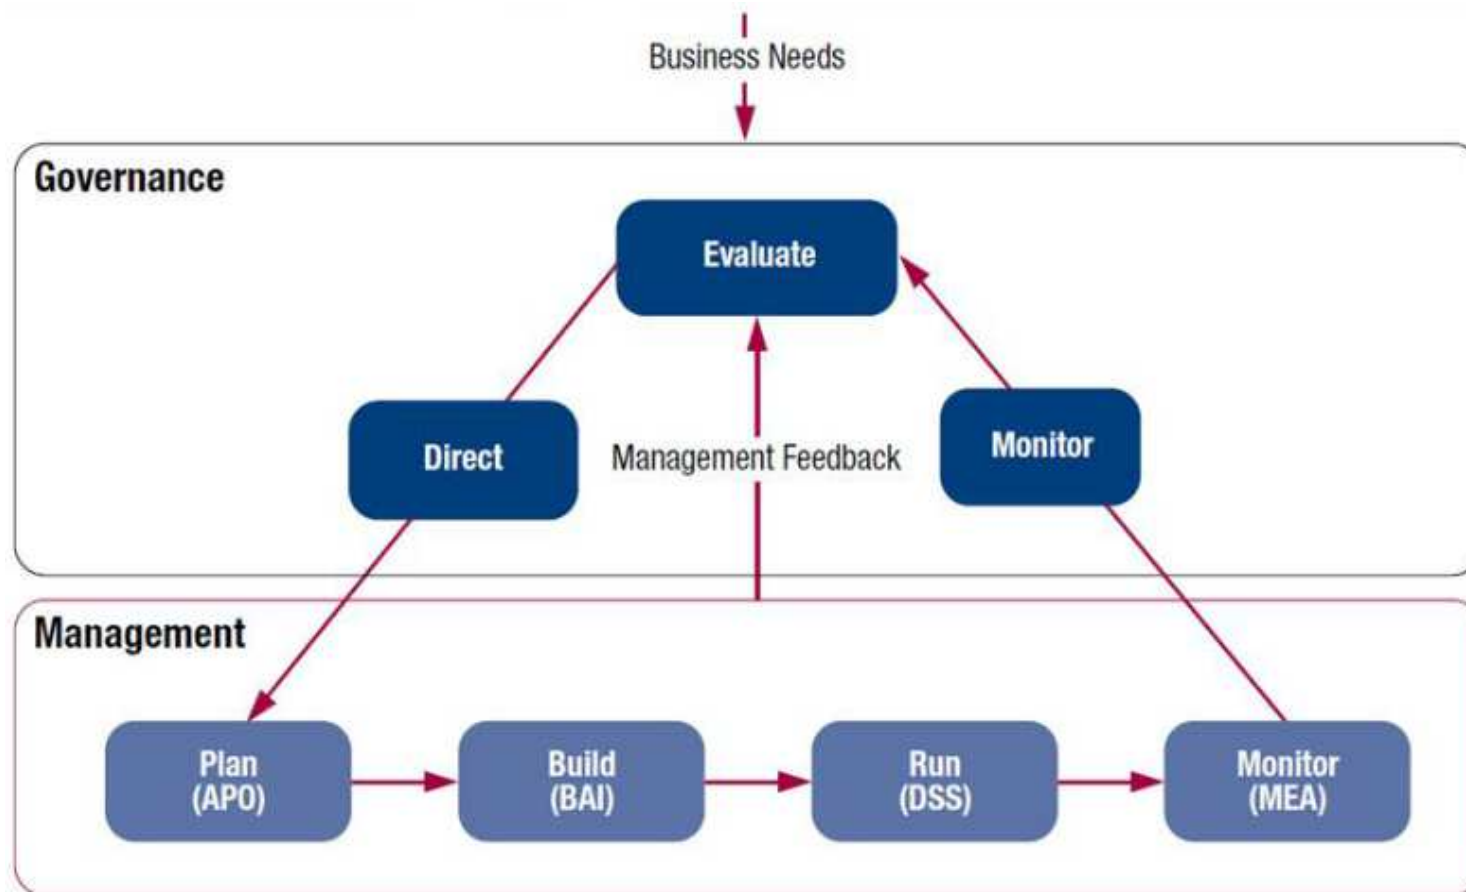 Business Needs
Governance
Evaluate
Direct
Management Feedback
Monitor
Management
Plan
(APO)
Build
(BAI)
Run
(DSS)
Monitor
(MEA)